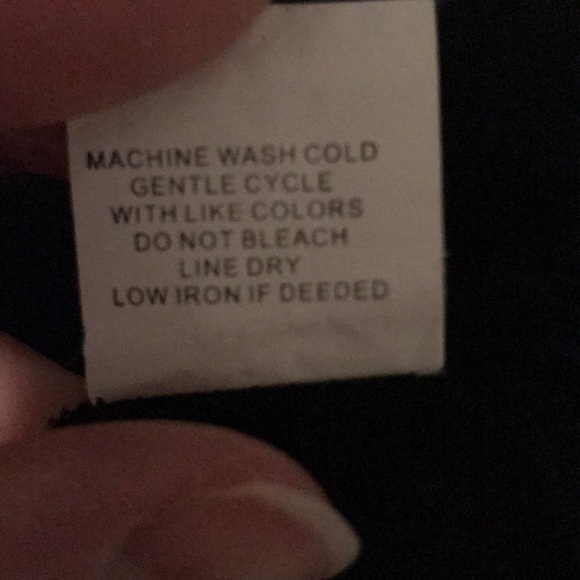 MACHINE WASH COLD
GENTLE CYCLE
WITH LIKE COLORS
DO NOT BLEACH
LINE DRY
LOW IRON IF DEEDED